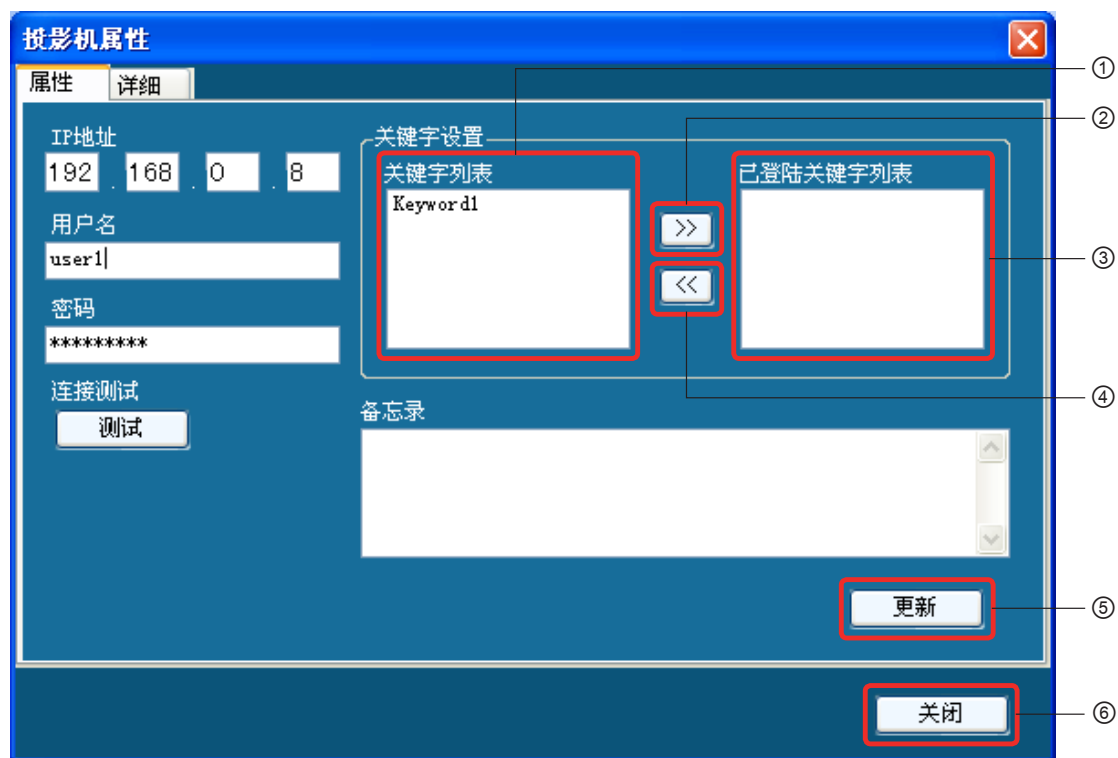 投影机属性
属性 详细
①
②
IP地址
192 . 168 . 0 . 8
关键字设置
关键字列表
Keyword1
>>
<<
已登陆关键字列表
③
④
用户名
user1
密码
*********
连接测试
测试
备忘录
更新
⑤
关闭
⑥